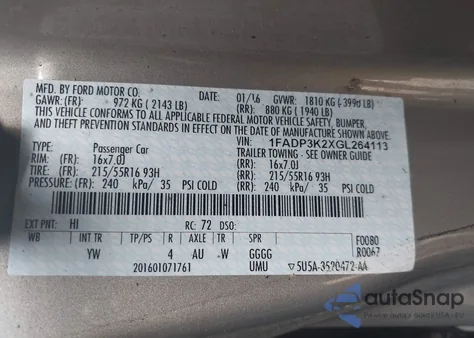 MFD. BY FORD MOTOR CO. DATE: 01/16 GVWR: 1810 KG (3990 LB)
GAWR: (FR) 972 KG (2143 LB) (RR) 880 KG (1940 LB)
THIS VEHICLE CONFORMS TO ALL APPLICABLE FEDERAL MOTOR VEHICLE SAFETY, BUMPER,
AND THEFT PREVENTION STANDARDS IN EFFECT ON THE DATE OF MANUFACTURE SHOWN ABOVE.
VIN: 1FADP3K2XGL264113
TYPE: Passenger Car TRAILER TOWING - SEE OWNER GUIDE
(FR): (RR):
RIM: 16x7.0J 16x7.0J
TIRE: 215/55R16 93H 215/55R16 93H
PRESSURE: (FR) 240 kPa/ 35 PSI COLD (RR): 240 kPa/ 35 PSI COLD
EXT PNT: HI RC: 72 DSO:
WB INT TR TP/PS R AXLE TR SPR F0080
YW 4 AU W GGGG R0067
201601071761 UMU 5U5A-3520472-AA
autoSnap